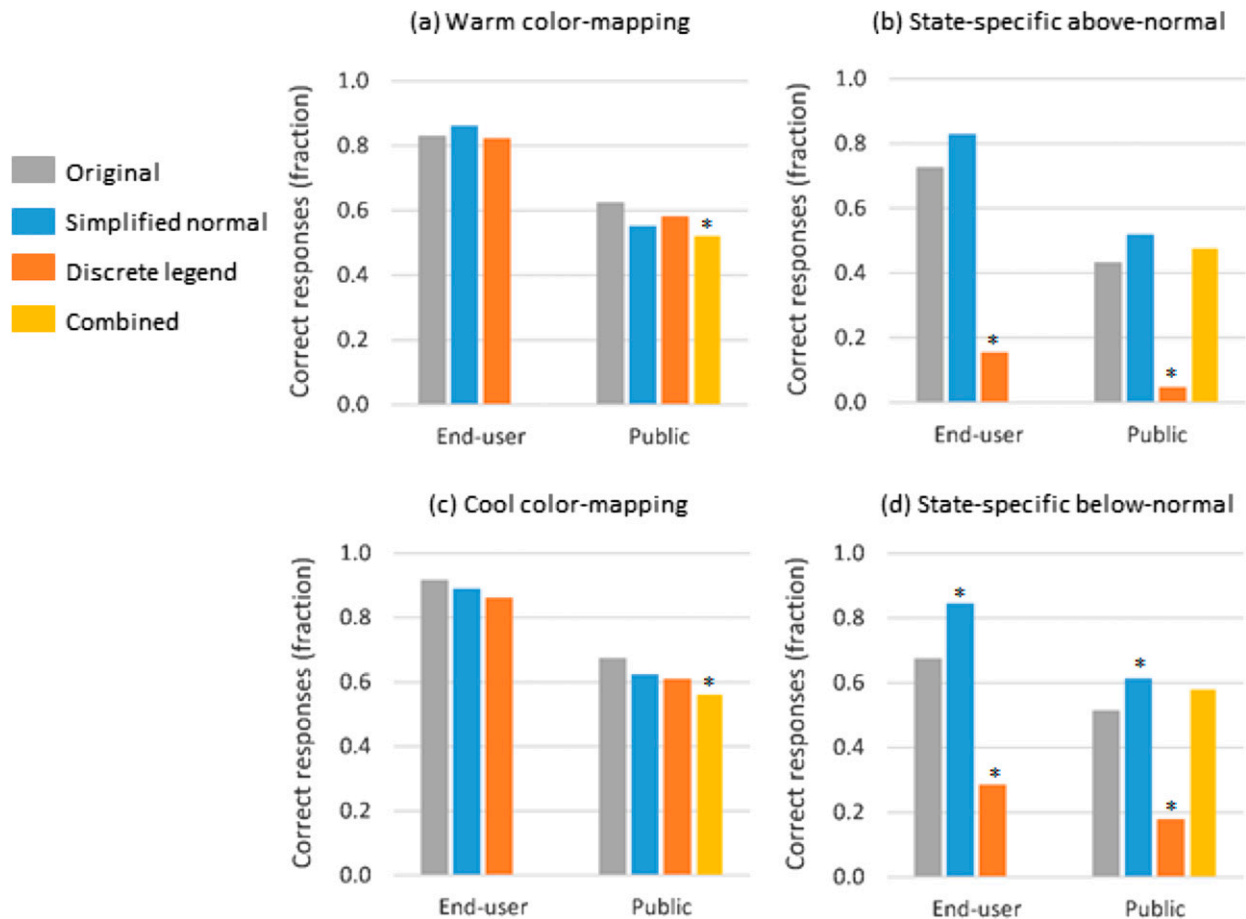 (a) Warm color-mapping
(b) State-specific above-normal
Original
Simplified normal
Discrete legend
Combined
Correct responses (fraction)
1.0
0.8
0.6
0.4
0.2
0.0
*
End-user
Public
Correct responses (fraction)
1.0
0.8
0.6
0.4
0.2
0.0
*
*
End-user
Public
(c) Cool color-mapping
(d) State-specific below-normal
Correct responses (fraction)
1.0
0.8
0.6
0.4
0.2
0.0
*
End-user
Public
Correct responses (fraction)
1.0
0.8
0.6
0.4
0.2
0.0
*
*
*
*
End-user
Public